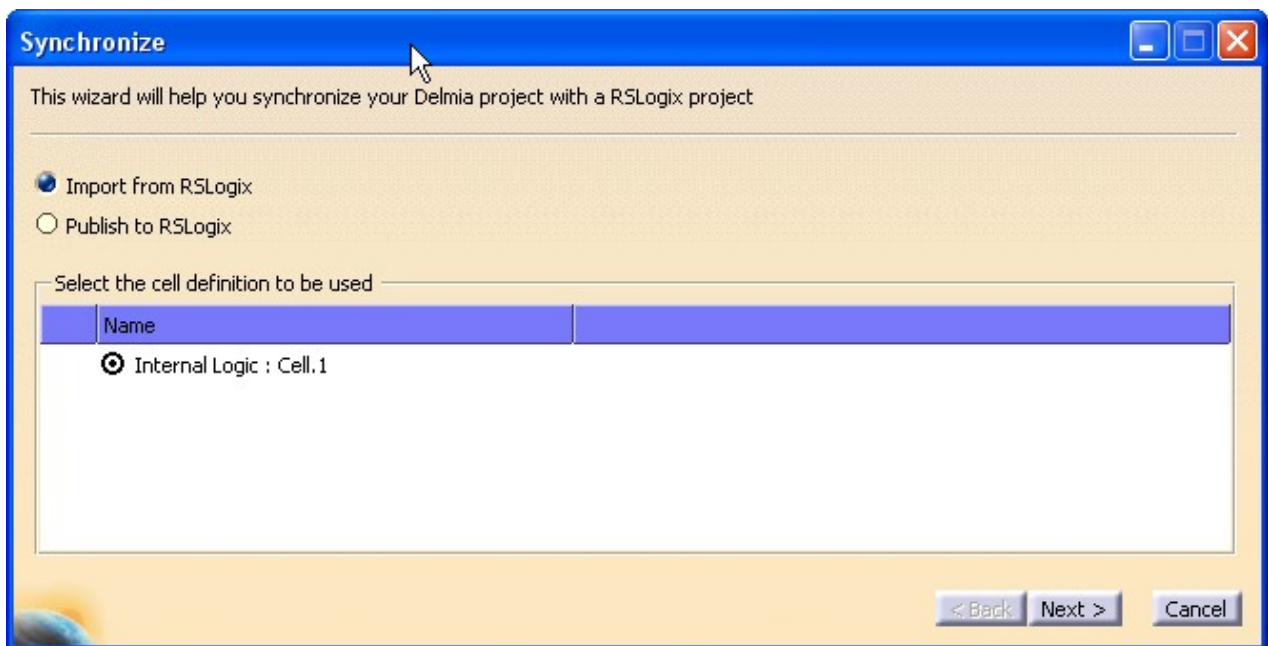 Synchronize
This wizard will help you synchronize your Delmia project with a RSLogix project
Import from RSLogix
Publish to RSLogix
Select the cell definition to be used
Name
Internal Logic : Cell.1
< Back Next > Cancel